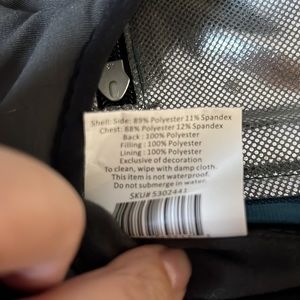 Shell: Side: 89% Polyester 11% Spandex
Chest: 88% Polyester 12% Spandex
Back : 100% Polyester
Filling : 100% Polyester
Lining : 100% Polyester
Exclusive of decoration
To clean, wipe with damp cloth.
This item is not waterproof.
Do not submerge in water.
SKU# 5302441